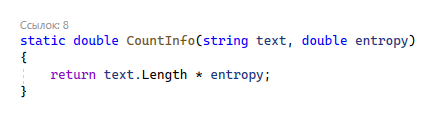 Ссылок: 8
static double CountInfo(string text, double entropy)
{
    return text.Length * entropy;
}